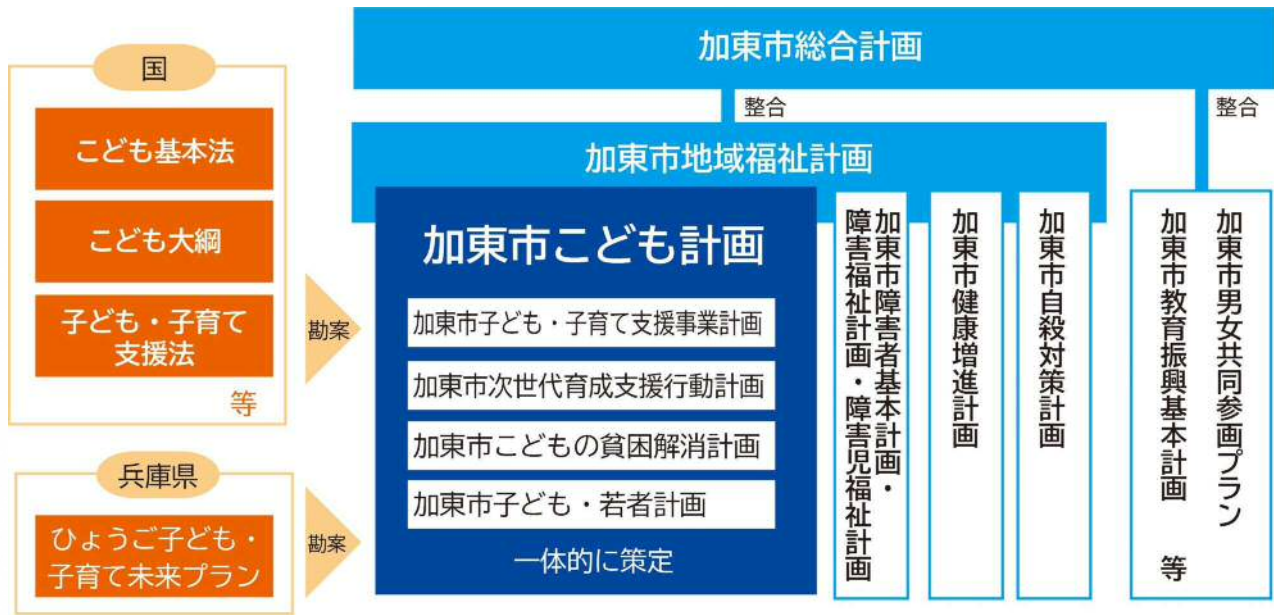 国
こども基本法
こども大綱
子ども・子育て
支援法
等
勘案
兵庫県
ひょうご子ども・
子育て未来プラン
勘案
加東市総合計画
整合
整合
加東市地域福祉計画
加東市こども計画
加東市子ども・子育て支援事業計画
加東市次世代育成支援行動計画
加東市こどもの貧困解消計画
加東市子ども・若者計画
一体的に策定
加東市障害者基本計画・
障害福祉計画・障害児福祉計画
加東市健康増進計画
加東市自殺対策計画
加東市男女共同参画プラン
加東市教育振興基本計画 等